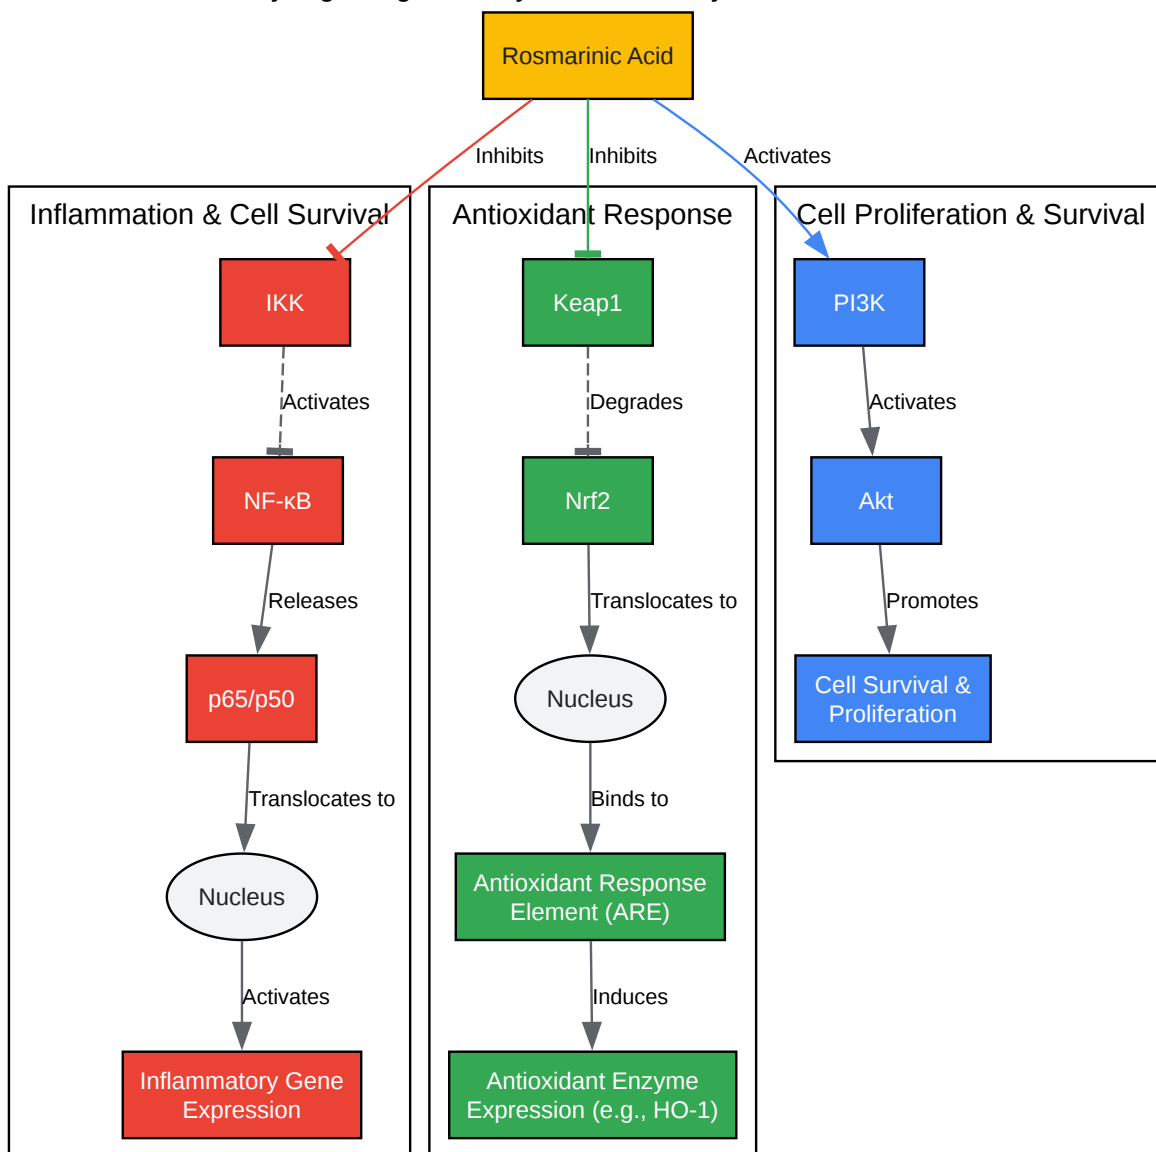 Rosmarinic Acid
Inhibits
Inhibits
Activates
Inflammation & Cell Survival
Antioxidant Response
Cell Proliferation & Survival
IKK
Keap1
PI3K
Activates
Degrades
Activates
NF-κB
Nrf2
Akt
Releases
Translocates to
Promotes
p65/p50
Nucleus
Cell Survival &
Proliferation
Translocates to
Binds to
Nucleus
Antioxidant Response
Element (ARE)
Activates
Induces
Inflammatory Gene
Expression
Antioxidant Enzyme
Expression (e.g., HO-1)